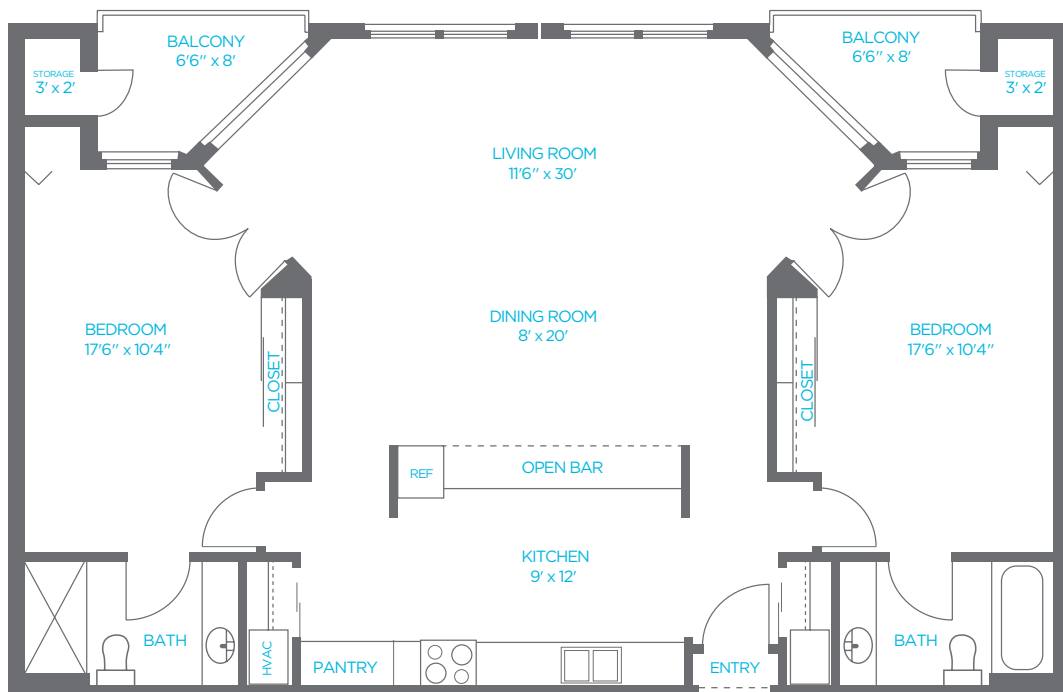 BALCONY
6'6" x 8'
BALCONY
6'6" x 8'
STORAGE
3' x 2'
STORAGE
3' x 2'
LIVING ROOM
11'6" x 30'
DINING ROOM
8' x 20'
BEDROOM
17'6" x 10'4"
BEDROOM
17'6" x 10'4"
CLOSET
CLOSET
REF
OPEN BAR
KITCHEN
9' x 12'
BATH
HVAC
PANTRY
ENTRY
BATH